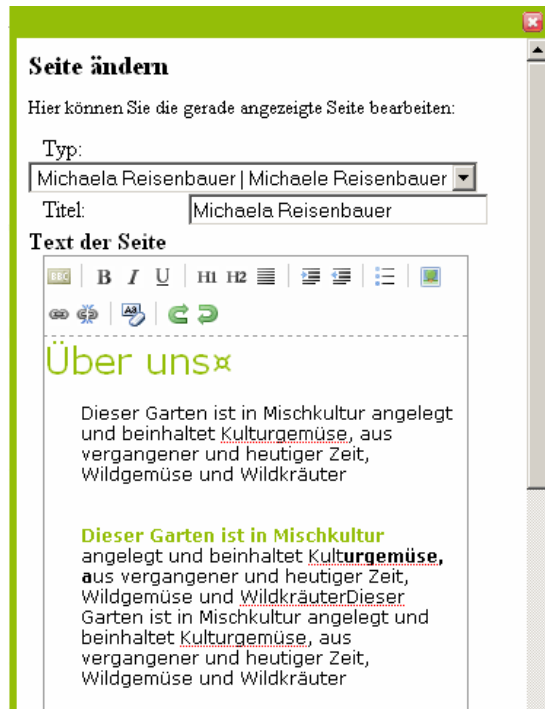 Seite ändern
Hier können Sie die gerade angezeigte Seite bearbeiten:
Typ:
Michaela Reisenbauer | Michaele Reisenbauer
Titel: Michaela Reisenbauer
Text der Seite
ABC B I U H1 H2
Aa
Über uns¤
Dieser Garten ist in Mischkultur angelegt
und beinhaltet Kulturgemüse, aus
vergangener und heutiger Zeit,
Wildgemüse und Wildkräuter
Dieser Garten ist in Mischkultur
angelegt und beinhaltet Kulturgemüse,
aus vergangener und heutiger Zeit,
Wildgemüse und WildkräuterDieser
Garten ist in Mischkultur angelegt und
beinhaltet Kulturgemüse, aus
vergangener und heutiger Zeit,
Wildgemüse und Wildkräuter